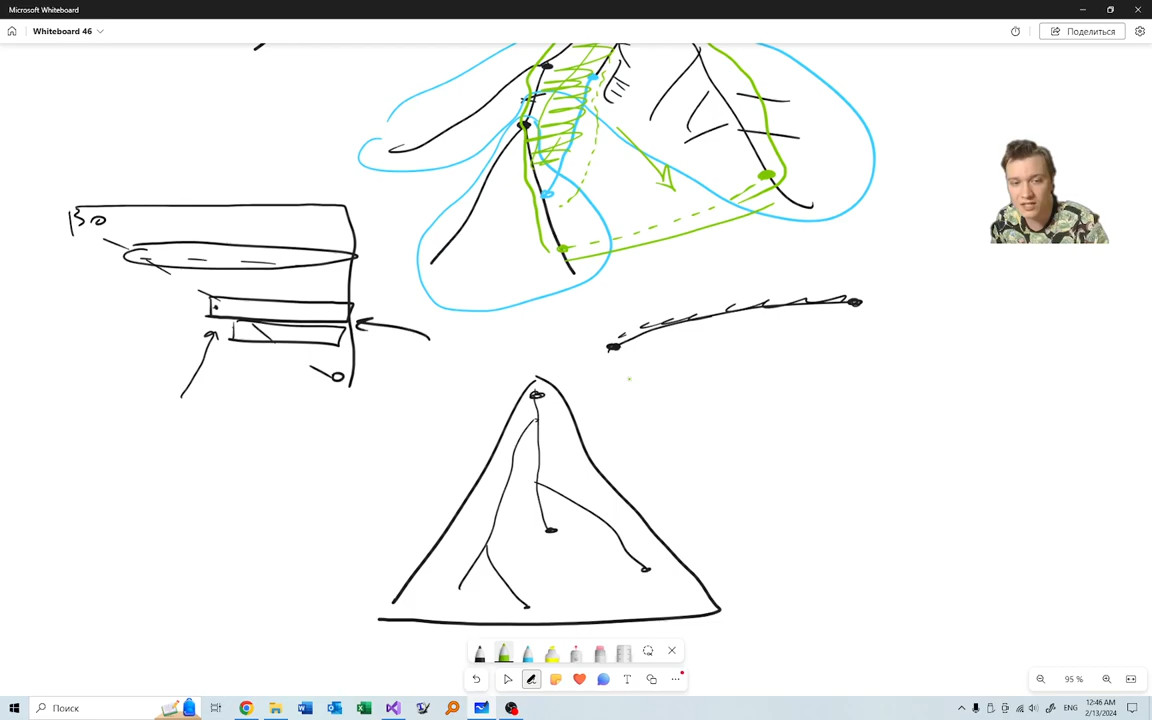 Microsoft Whiteboard
Whiteboard 46
Поделиться
95 %
Поиск
ENG
12:46 AM
2/13/2024